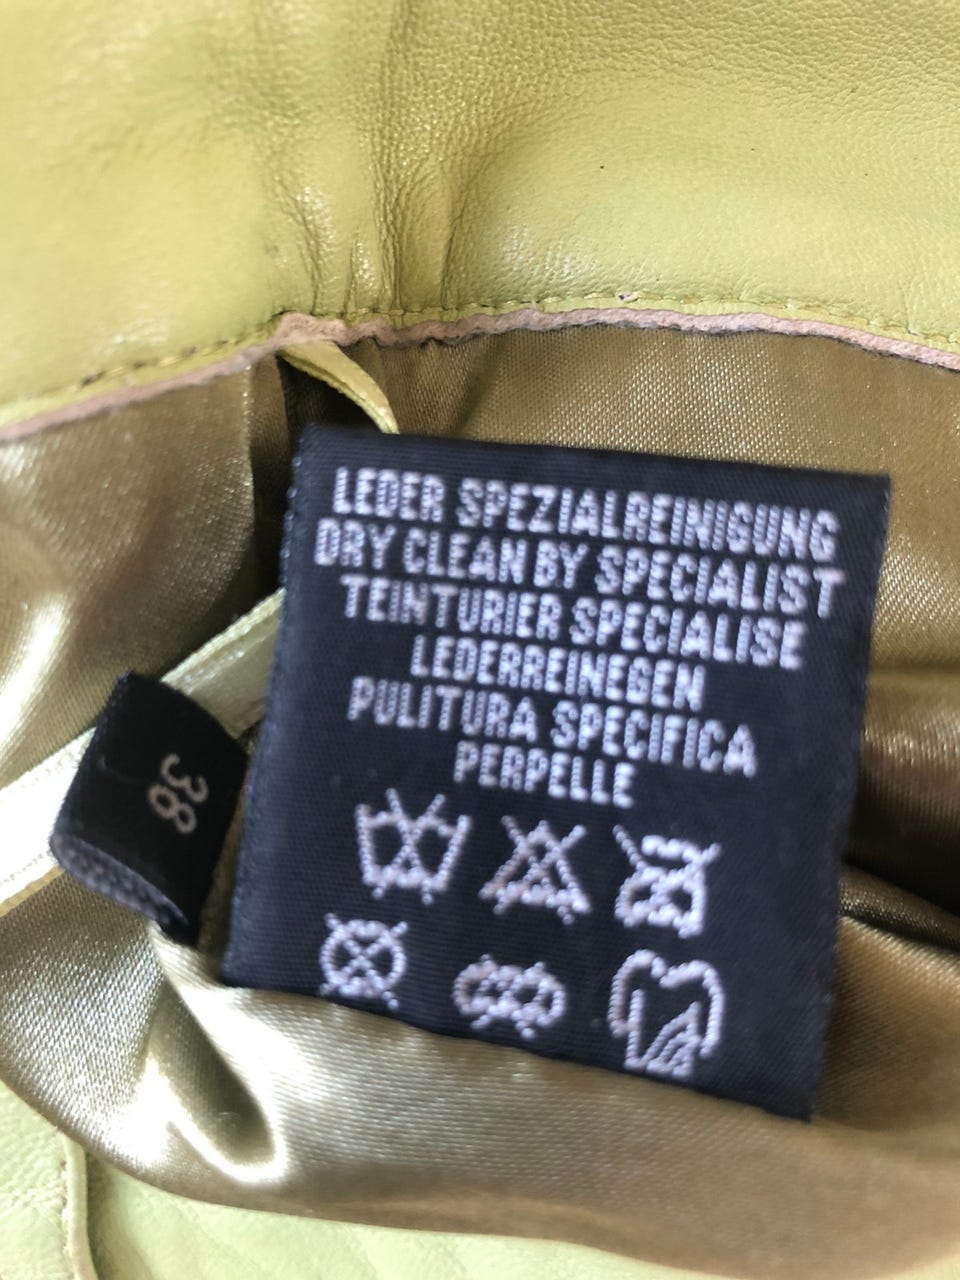 LEDER SPEZIALREINIGUNG
DRY CLEAN BY SPECIALIST
TEINTURIER SPECIALISE
LEDERREINEGEN
PULITURA SPECIFICA
PERPELLE
38